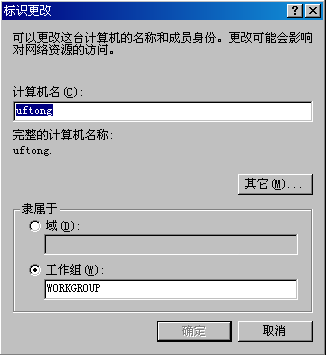 标识更改
可以更改这台计算机的名称和成员身份。更改可能会影响
对网络资源的访问。
计算机名(C):
uftong
完整的计算机名称:
uftong.
其它(M)...
隶属于
域(D):
工作组(W):
WORKGROUP
确定
取消